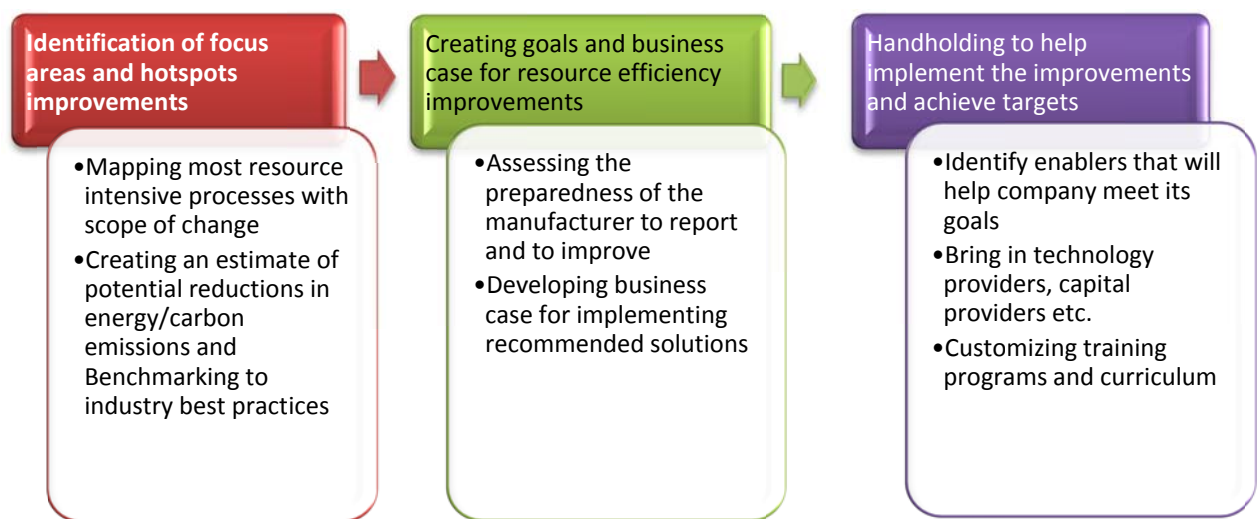 Identification of focus
areas and hotspots
improvements
•Mapping most resource
intensive processes with
scope of change
•Creating an estimate of
potential reductions in
energy/carbon
emissions and
Benchmarking to
industry best practices
Creating goals and business
case for resource efficiency
improvements
•Assessing the
preparedness of the
manufacturer to report
and to improve
•Developing business
case for implementing
recommended solutions
Handholding to help
implement the improvements
and achieve targets
•Identify enablers that will
help company meet its
goals
•Bring in technology
providers, capital
providers etc.
•Customizing training
programs and curriculum